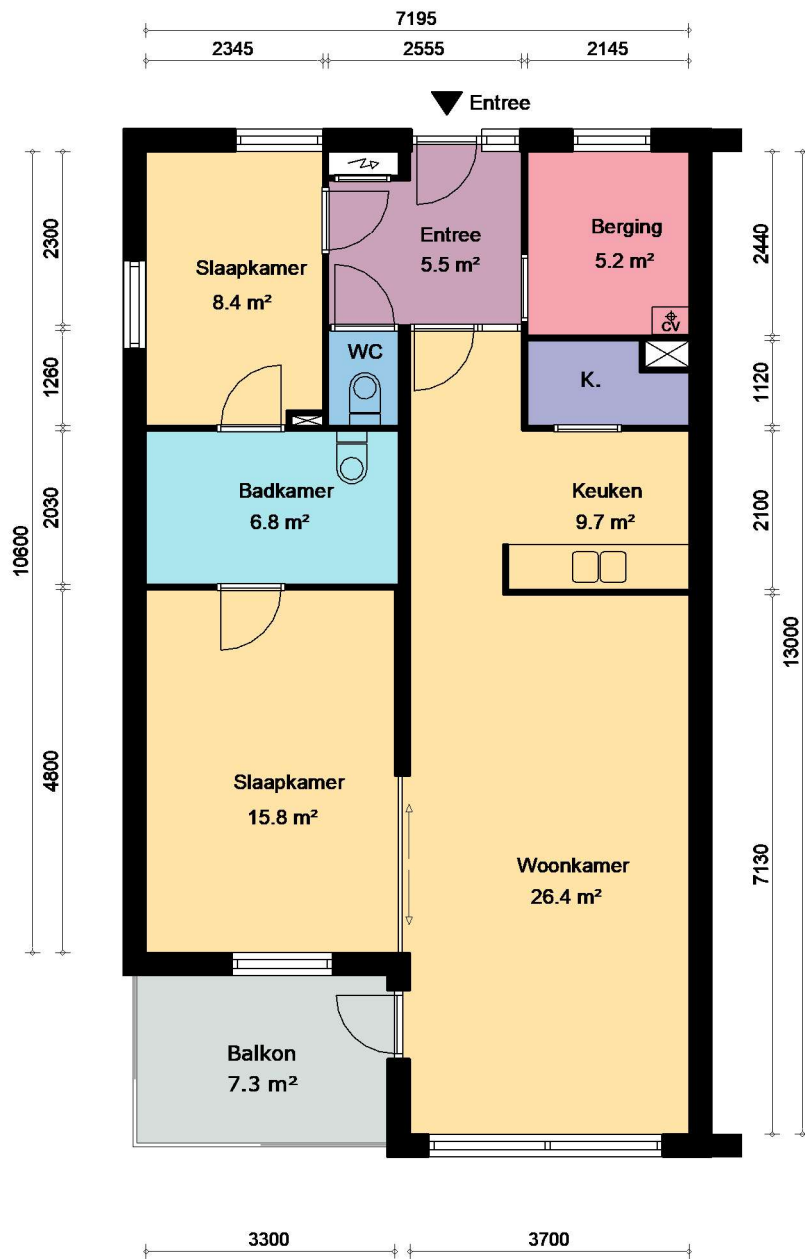 7195
2345 2555 2145
Entree
2300
1260
2030
10600
4800
Slaapkamer
8.4 m²
Entree
5.5 m²
Berging
5.2 m²
CV
WC
K.
Badkamer
6.8 m²
Keuken
9.7 m²
Slaapkamer
15.8 m²
Woonkamer
26.4 m²
Balkon
7.3 m²
2440
1120
2100
13000
7130
3300 3700